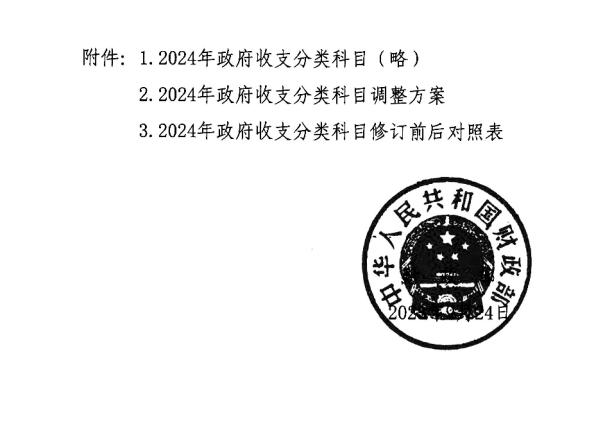 附件：1.2024年政府收支分类科目（略）
2.2024年政府收支分类科目调整方案
3.2024年政府收支分类科目修订前后对照表
中华人民共和国财政部
24日